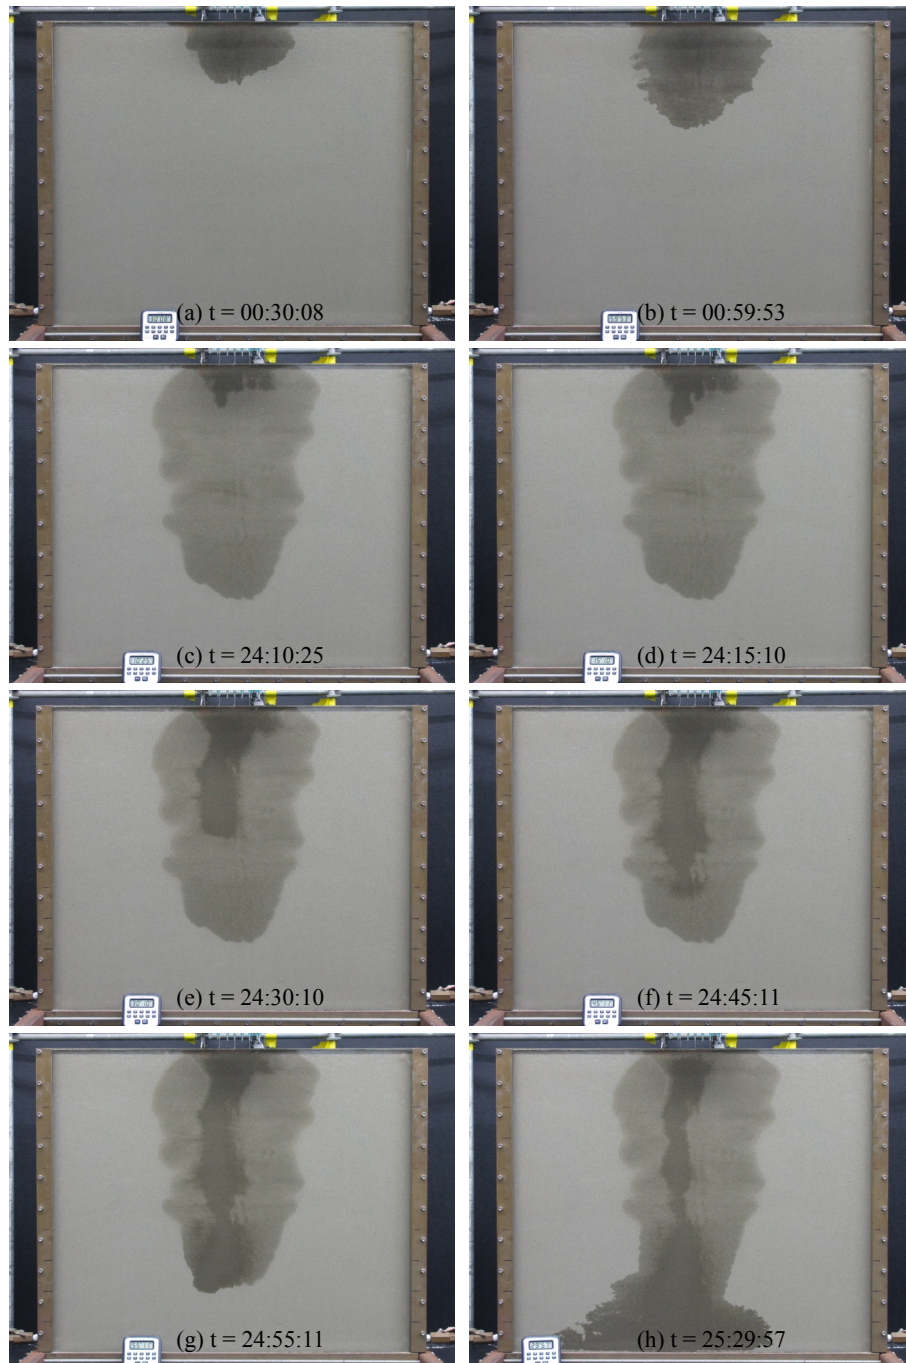 (a) t = 00:30:08
(b) t = 00:59:53
(c) t = 24:10:25
(d) t = 24:15:10
(e) t = 24:30:10
(f) t = 24:45:11
(g) t = 24:55:11
(h) t = 25:29:57